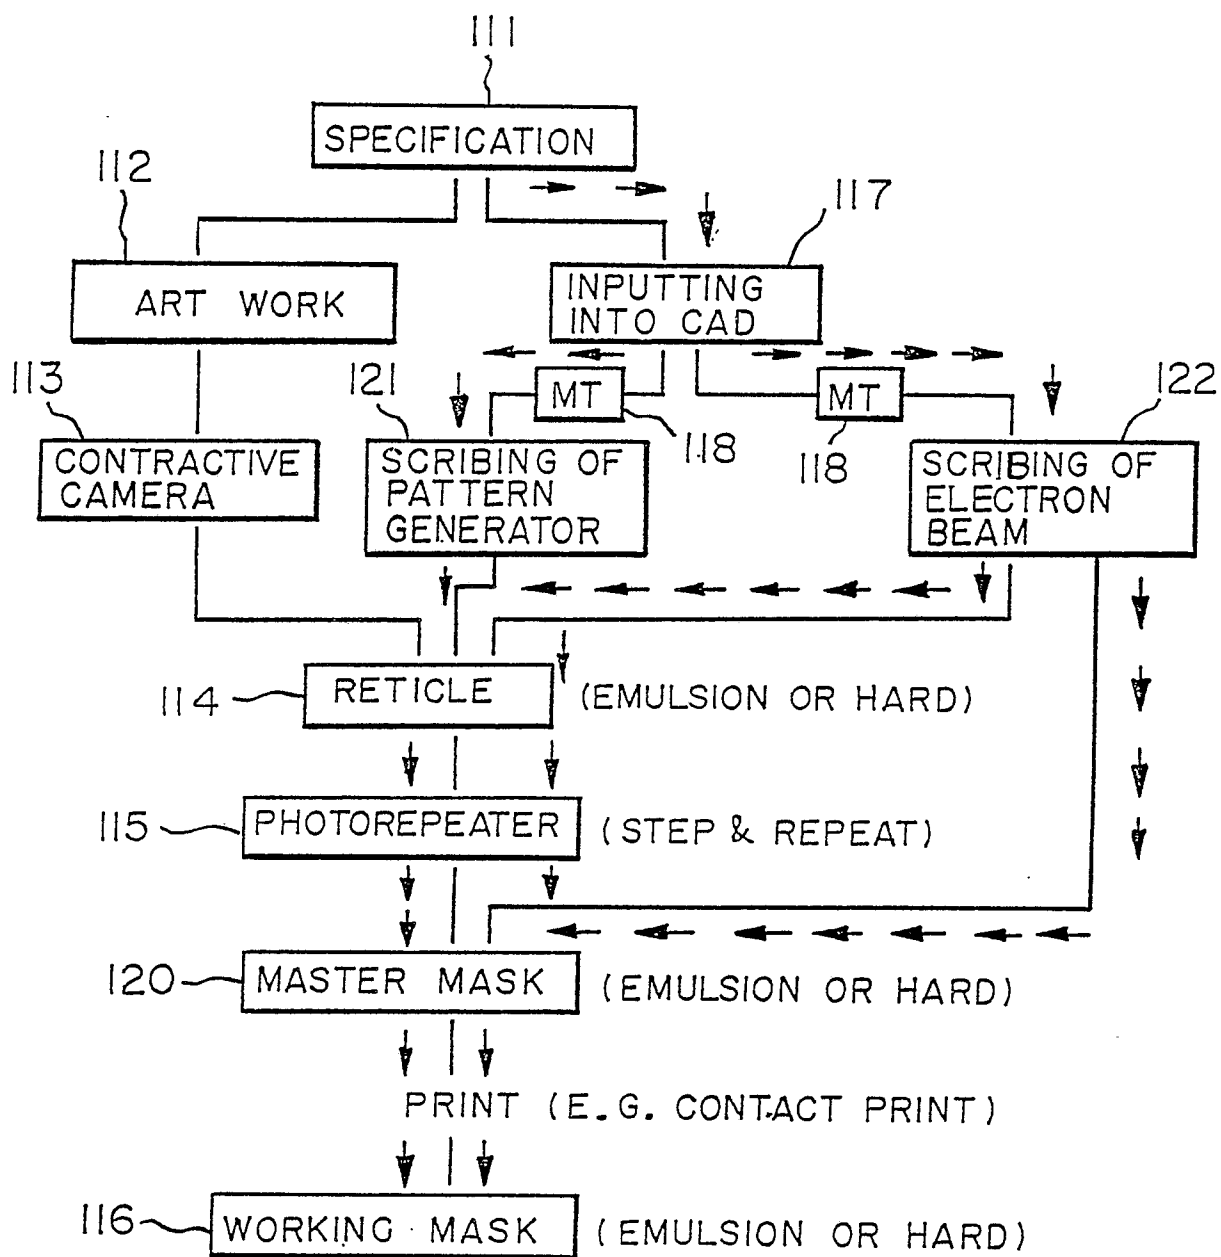 111
SPECIFICATION
112
117
ART WORK
INPUTTING
INTO CAD
113
121
MT
MT
122
118
118
CONTRACTIVE
CAMERA
SCRIBING OF
PATTERN
GENERATOR
SCRIBING OF
ELECTRON
BEAM
114
RETICLE (EMULSION OR HARD)
115
PHOTOREPEATER (STEP & REPEAT)
120
MASTER MASK (EMULSION OR HARD)
PRINT (E.G. CONTACT PRINT)
116
WORKING MASK (EMULSION OR HARD)